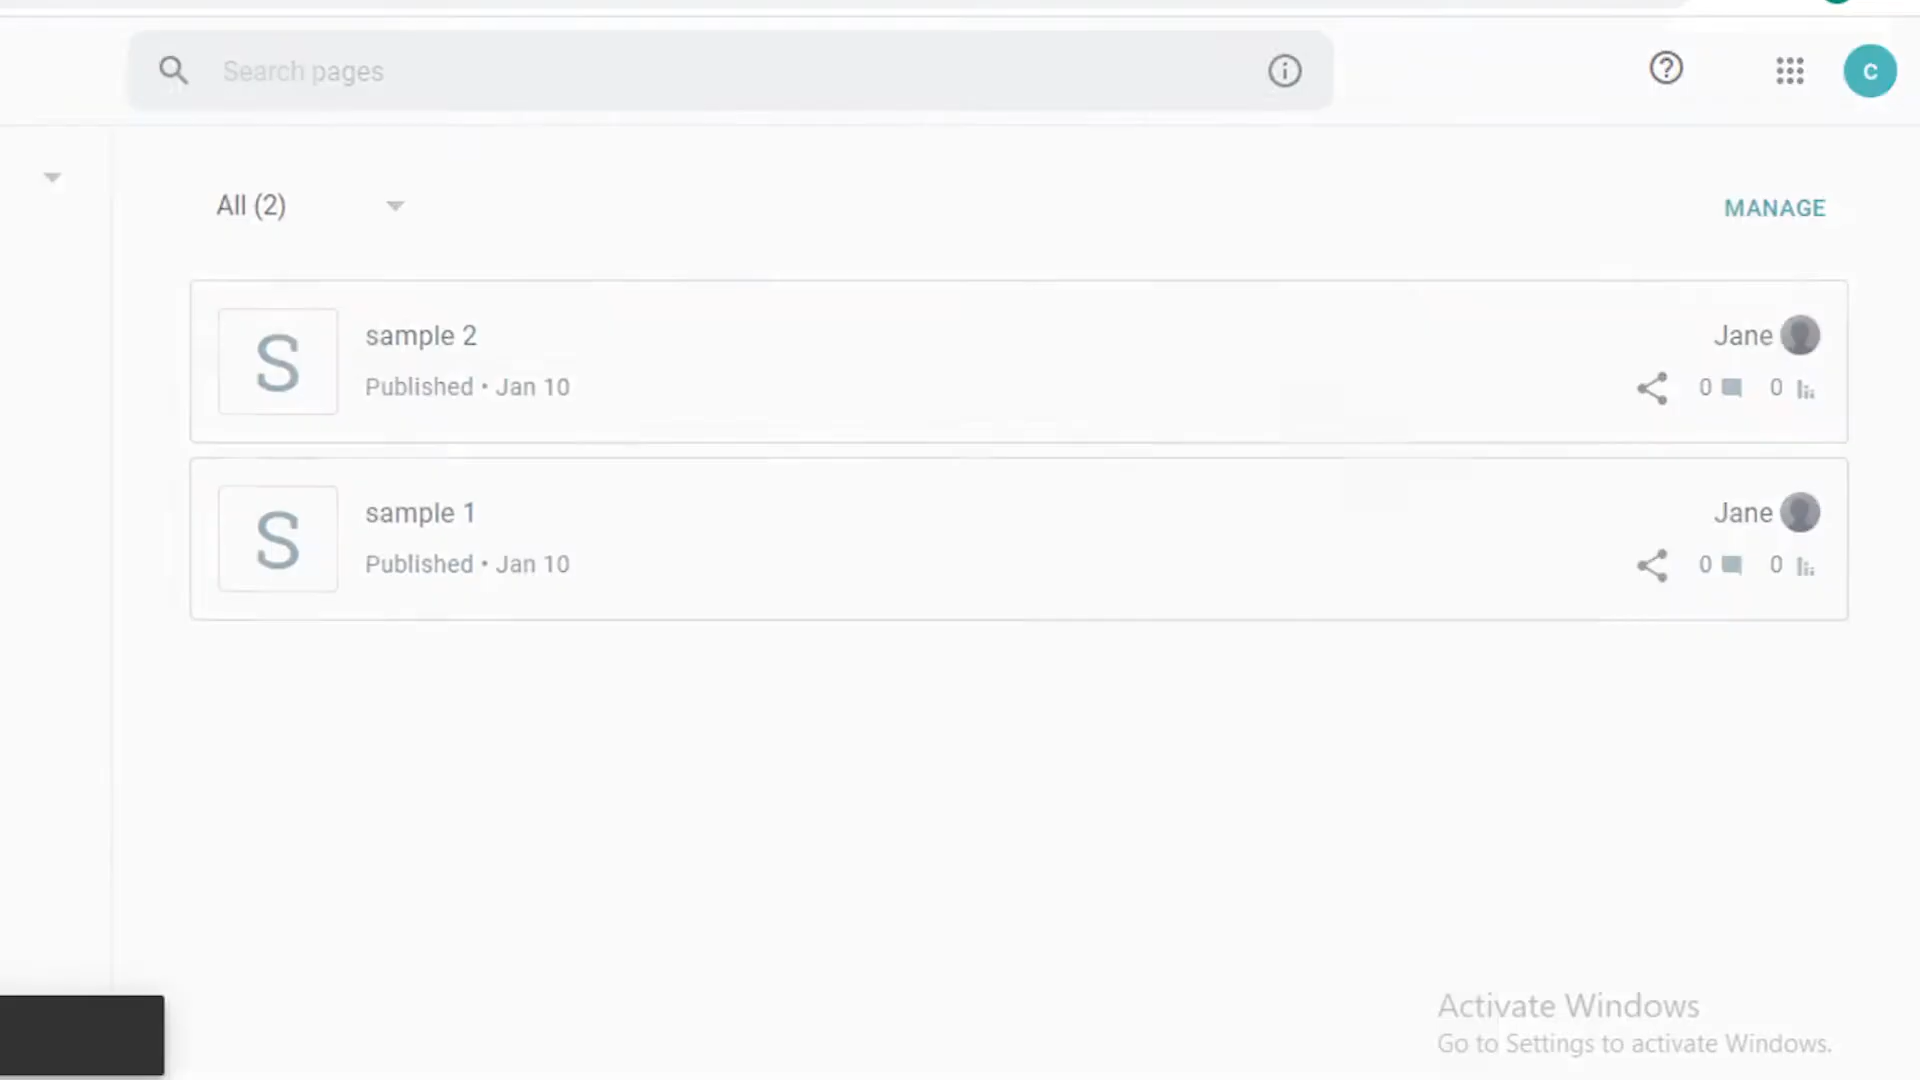 Search pages
C
All (2)
MANAGE
S
sample 2
Jane
Published • Jan 10
0
0
S
sample 1
Jane
Published • Jan 10
0
0
Activate Windows
Go to Settings to activate Windows.